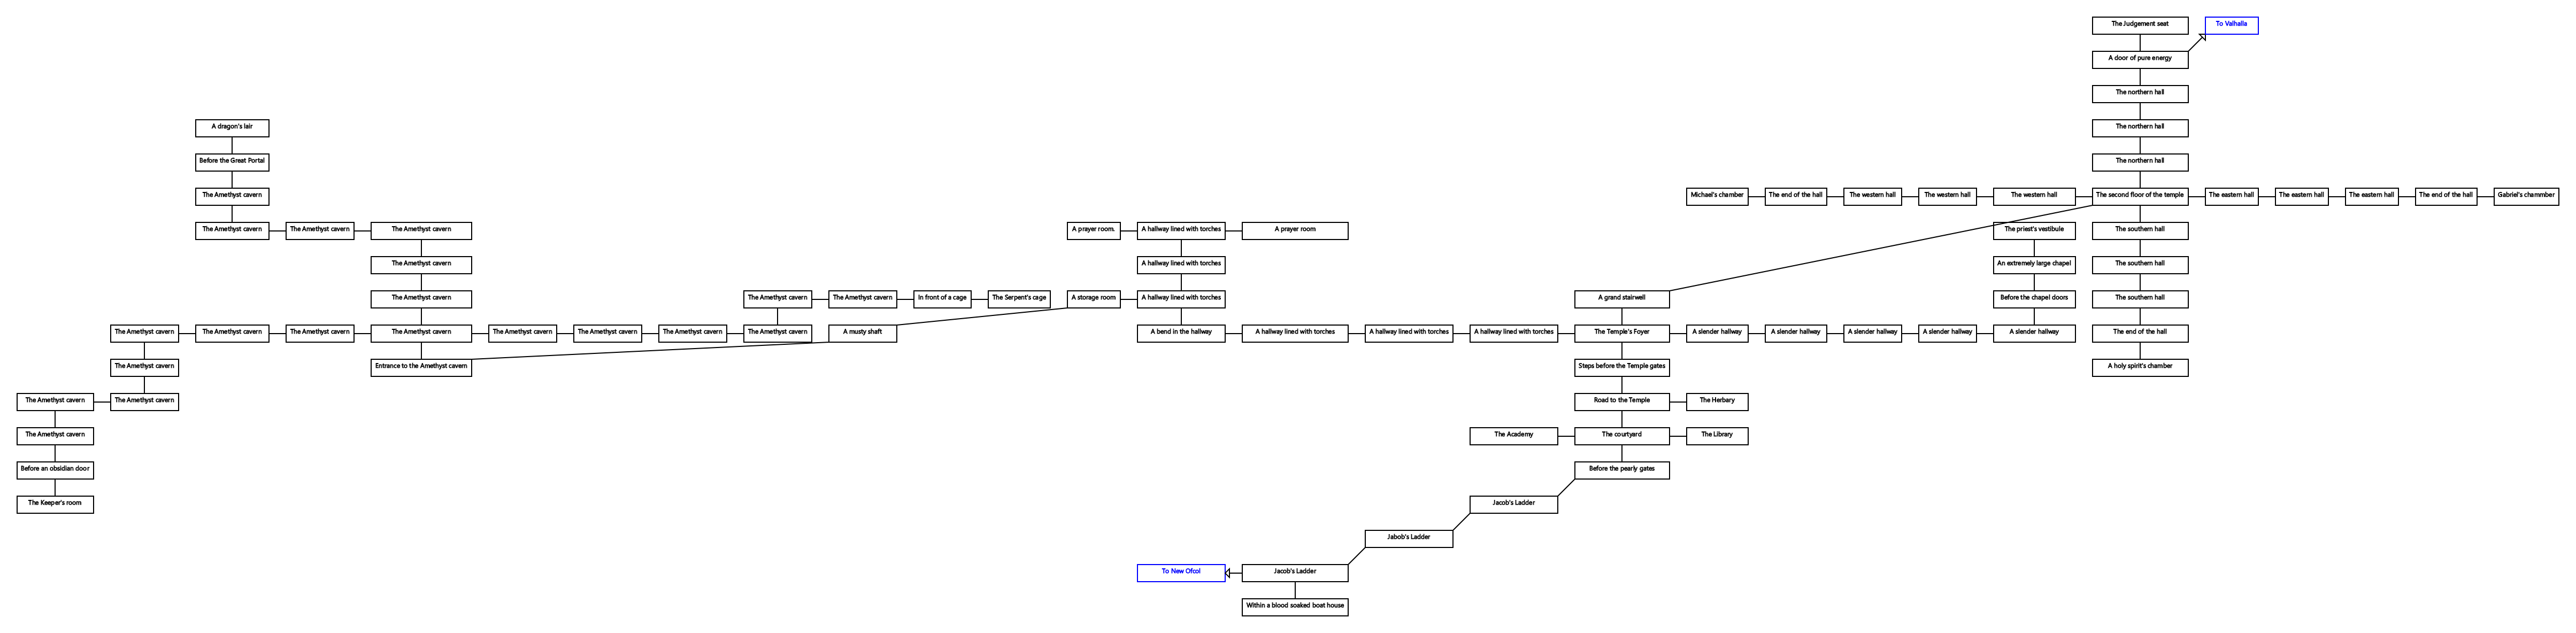 The Judgement seat
To Valhalla
A door of pure energy
The northern hall
A dragon's lair
The northern hall
Before the Great Portal
The northern hall
The Amethyst cavern
Michael's chamber
The end of the hall
The western hall
The western hall
The western hall
The second floor of the temple
The eastern hall
The eastern hall
The eastern hall
The end of the hall
Gabriel's chammber
The Amethyst cavern
The Amethyst cavern
The Amethyst cavern
A prayer room.
A hallway lined with torches
A prayer room
The priest's vestibule
The southern hall
The Amethyst cavern
A hallway lined with torches
An extremely large chapel
The southern hall
The Amethyst cavern
The Amethyst cavern
The Amethyst cavern
In front of a cage
The Serpent's cage
A storage room
A hallway lined with torches
A grand stairwell
Before the chapel doors
The southern hall
The Amethyst cavern
The Amethyst cavern
The Amethyst cavern
The Amethyst cavern
The Amethyst cavern
The Amethyst cavern
The Amethyst cavern
The Amethyst cavern
A musty shaft
A bend in the hallway
A hallway lined with torches
A hallway lined with torches
A hallway lined with torches
The Temple's Foyer
A slender hallway
A slender hallway
A slender hallway
A slender hallway
A slender hallway
The end of the hall
The Amethyst cavern
Entrance to the Amethyst cavern
Steps before the Temple gates
A holy spirit's chamber
The Amethyst cavern
The Amethyst cavern
Road to the Temple
The Herbary
The Amethyst cavern
The Academy
The courtyard
The Library
Before an obsidian door
Before the pearly gates
The Keeper's room
Jacob's Ladder
Jabob's Ladder
To New Ofcol
Jacob's Ladder
Within a blood soaked boat house